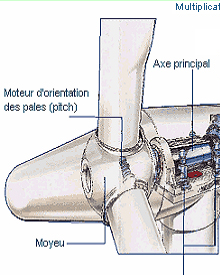 Multiplicat
Axe principal
Moteur d'orientation
des pales (pitch)
Moyeu